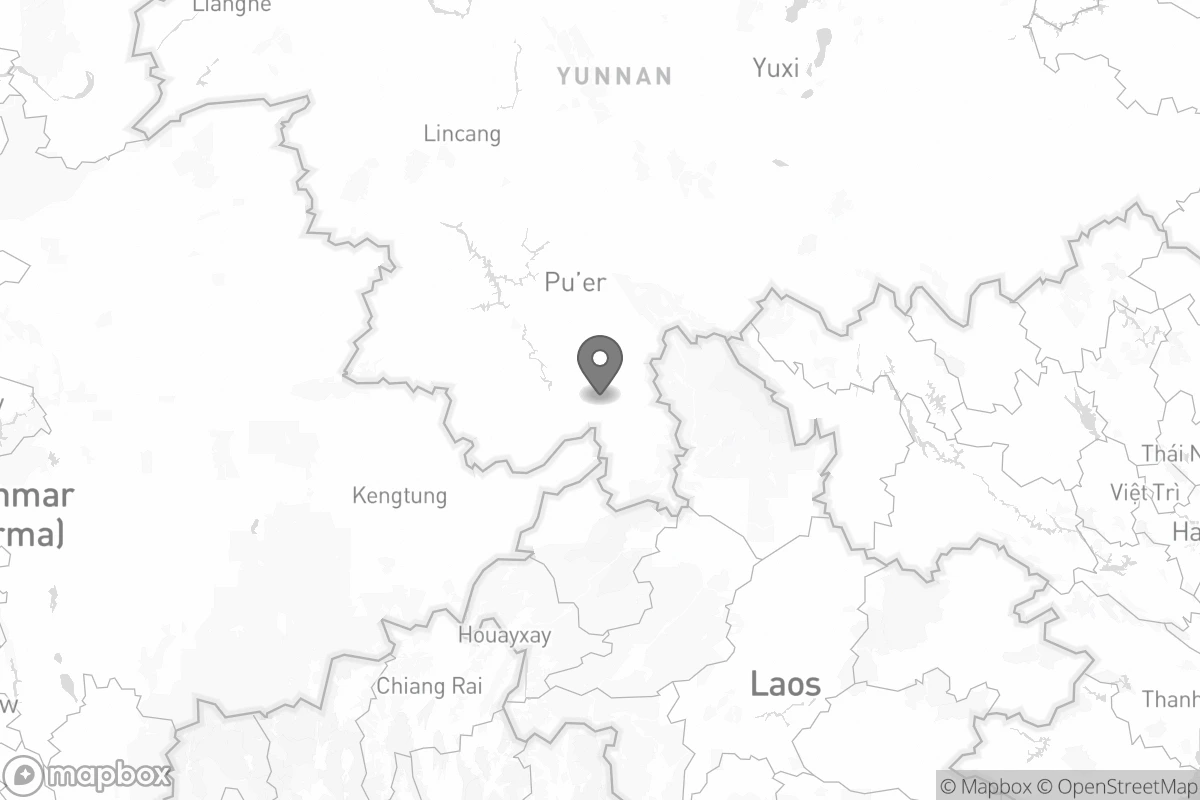 Lianghe
YUNNAN
Yuxi
Lincang
Pu’er
Thái N
Việt Trì
Kengtung
nmar
rma)
Ha
Houayxay
Chiang Rai
Laos
Thanh
w
y
mapbox
© Mapbox © OpenStreetMap